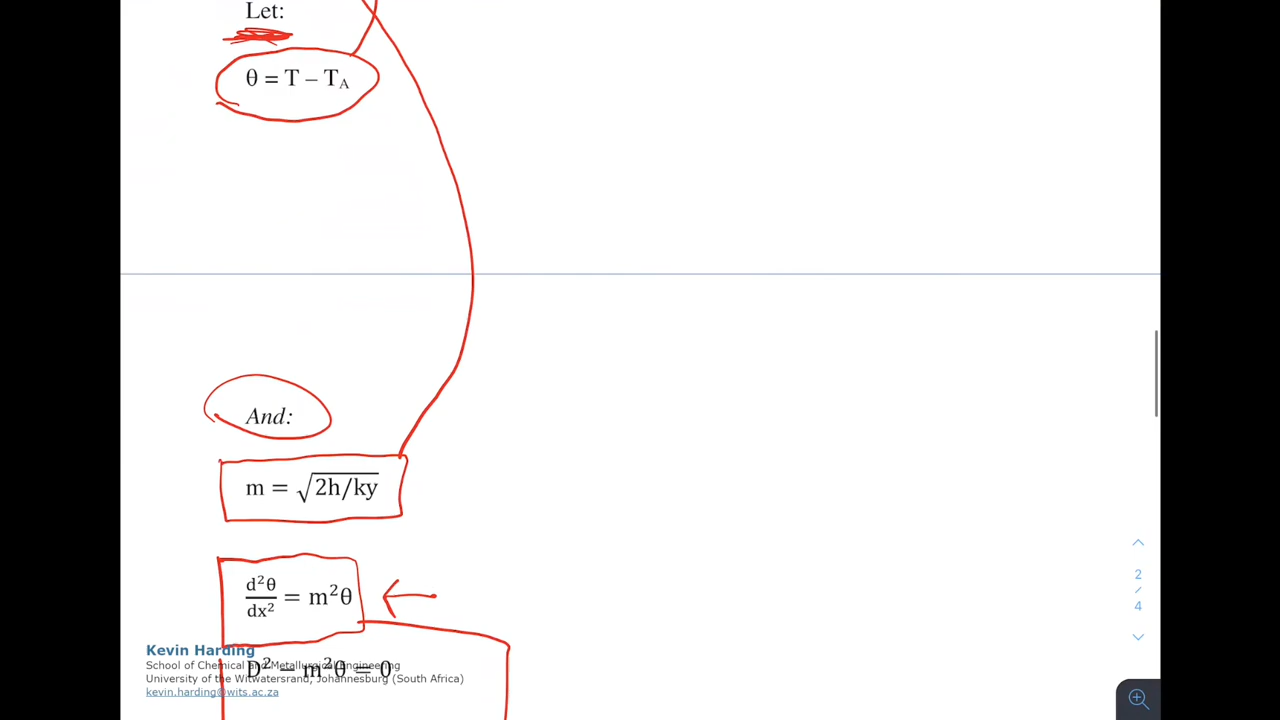 Let:
θ = T – T_A
And:
m = √2h/ky
d²θ/dx² = m²θ
D² – m²θ = 0
Kevin Harding
School of Chemical and Metallurgical Engineering
University of the Witwatersrand, Johannesburg (South Africa)
kevin.harding@wits.ac.za
2
/
4